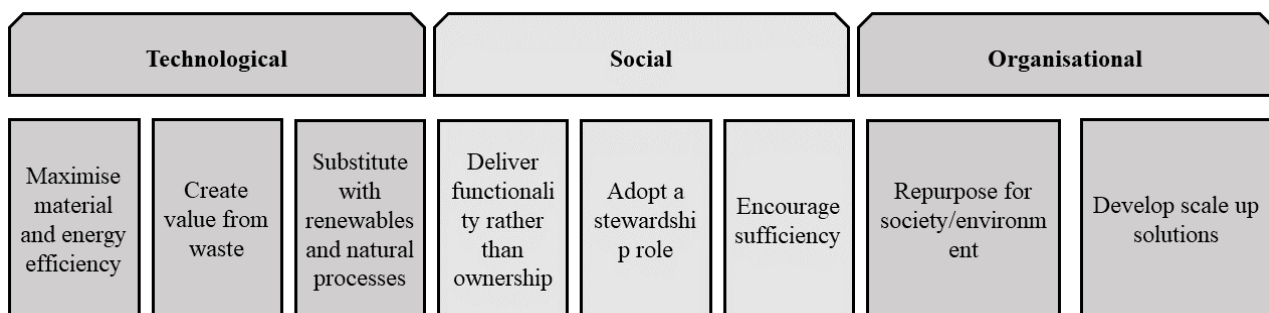 Technological
Social
Organisational
Maximise
material
and energy
efficiency
Create
value from
waste
Substitute
with
renewables
and natural
processes
Deliver
functionali
ty rather
than
ownership
Adopt a
stewardshi
p role
Encourage
sufficiency
Repurpose for
society/environm
ent
Develop scale up
solutions